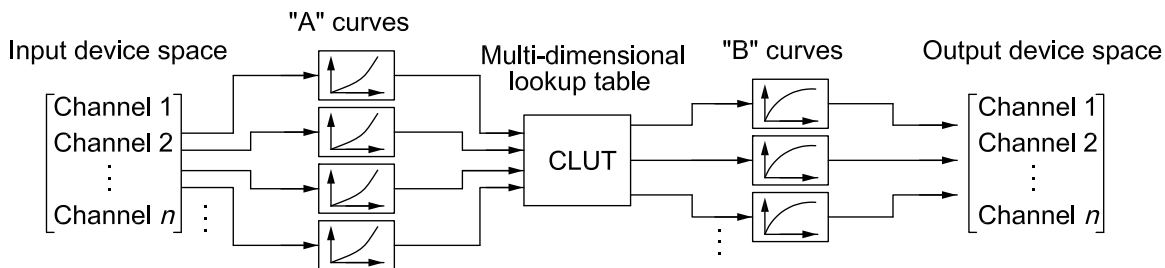 Input device space
Channel 1
Channel 2
⋮
Channel n
⋮
"A" curves
Multi-dimensional
lookup table
CLUT
"B" curves
⋮
Output device space
Channel 1
Channel 2
⋮
Channel n